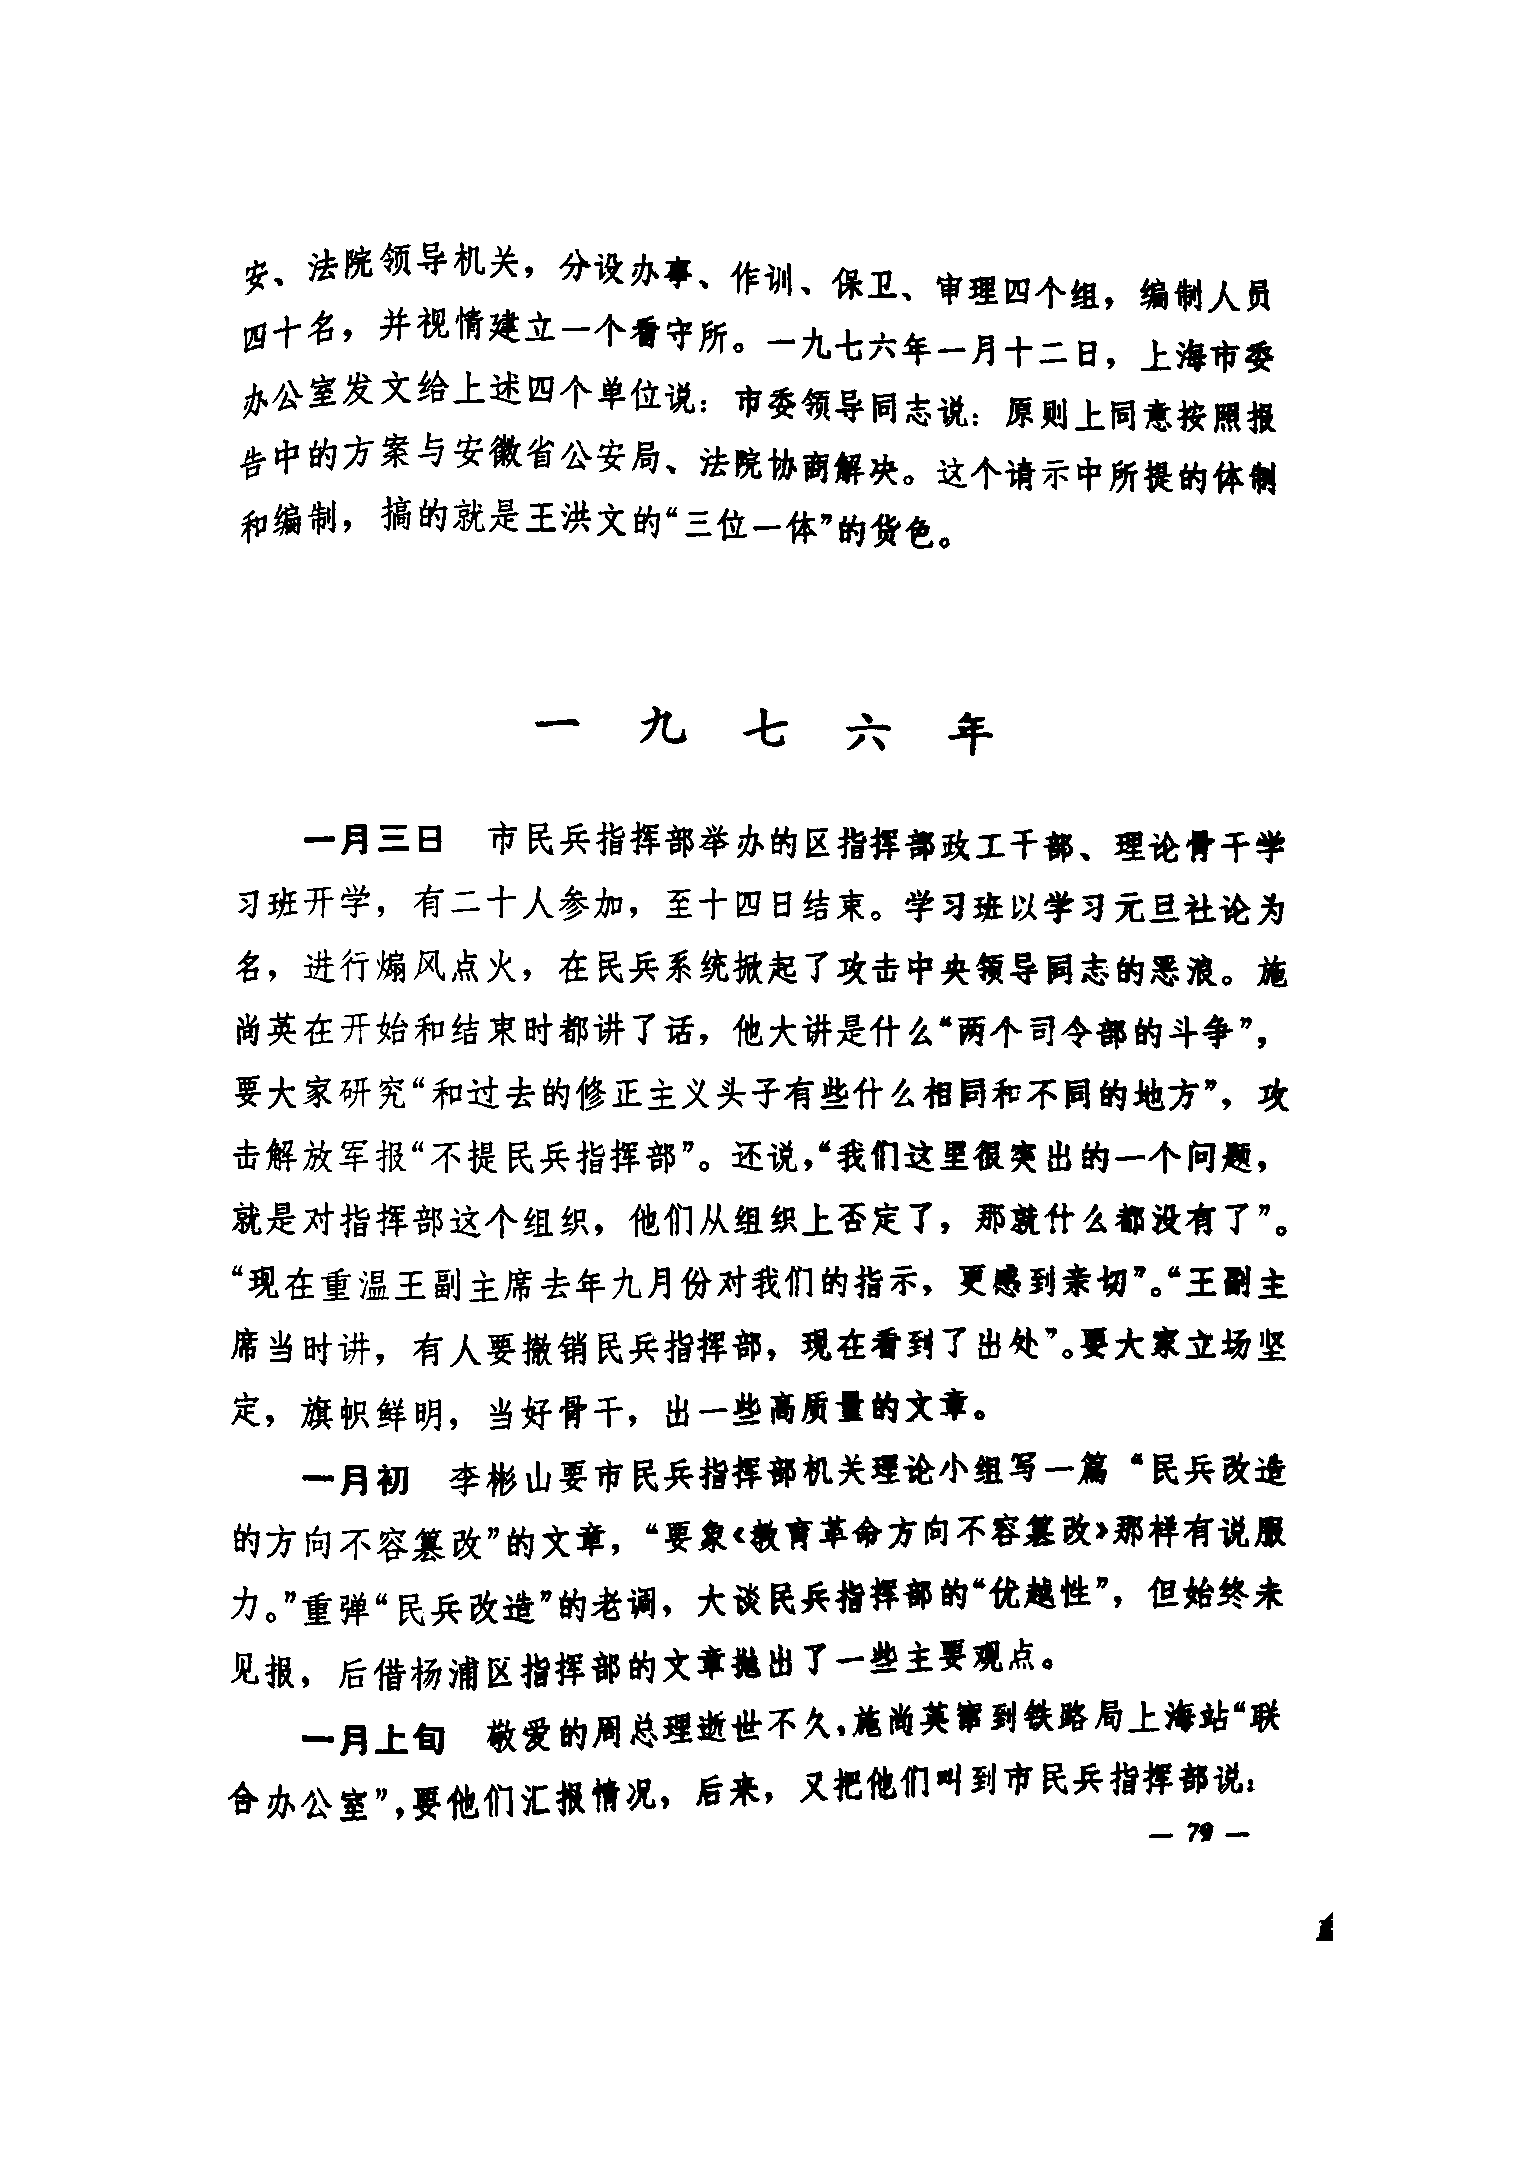 安、法院领导机关，分设办事、作训、保卫、审理四个组，编制人员
四十名，并视情建立一个看守所。一九七六年一月十二日，上海市委
办公室发文给上述四个单位说：市委领导同志说：原则上同意按照报
告中的方案与安徽省公安局、法院协商解决。这个请示中所提的体制
和编制，搞的就是王洪文的“三位一体”的货色。
一九七六年
一月三日　市民兵指挥部举办的区指挥部政工干部、理论骨干学
习班开学，有二十人参加，至十四日结束。学习班以学习元旦社论为
名，进行煽风点火，在民兵系统掀起了攻击中央领导同志的恶浪。施
尚英在开始和结束时都讲了话，他大讲是什么“两个司令部的斗争”，
要大家研究“和过去的修正主义头子有些什么相同和不同的地方”，攻
击解放军报“不提民兵指挥部”。还说，“我们这里很突出的一个问题，
就是对指挥部这个组织，他们从组织上否定了，那就什么都没有了”。
“现在重温王副主席去年九月份对我们的指示，更感到亲切”。“王副主
席当时讲，有人要撤销民兵指挥部，现在看到了出处”。要大家立场坚
定，旗帜鲜明，当好骨干，出一些高质量的文章。
一月初　李彬山要市民兵指挥部机关理论小组写一篇“民兵改造
的方向不容篡改”的文章，“要象《教育革命方向不容篡改》那样有说服
力。”重弹“民兵改造”的老调，大谈民兵指挥部的“优越性”，但始终未
见报，后借杨浦区指挥部的文章抛出了一些主要观点。
一月上旬　敬爱的周总理逝世不久，施尚英窜到铁路局上海站“联
合办公室”，要他们汇报情况，后来，又把他们叫到市民兵指挥部说：
— 79 —